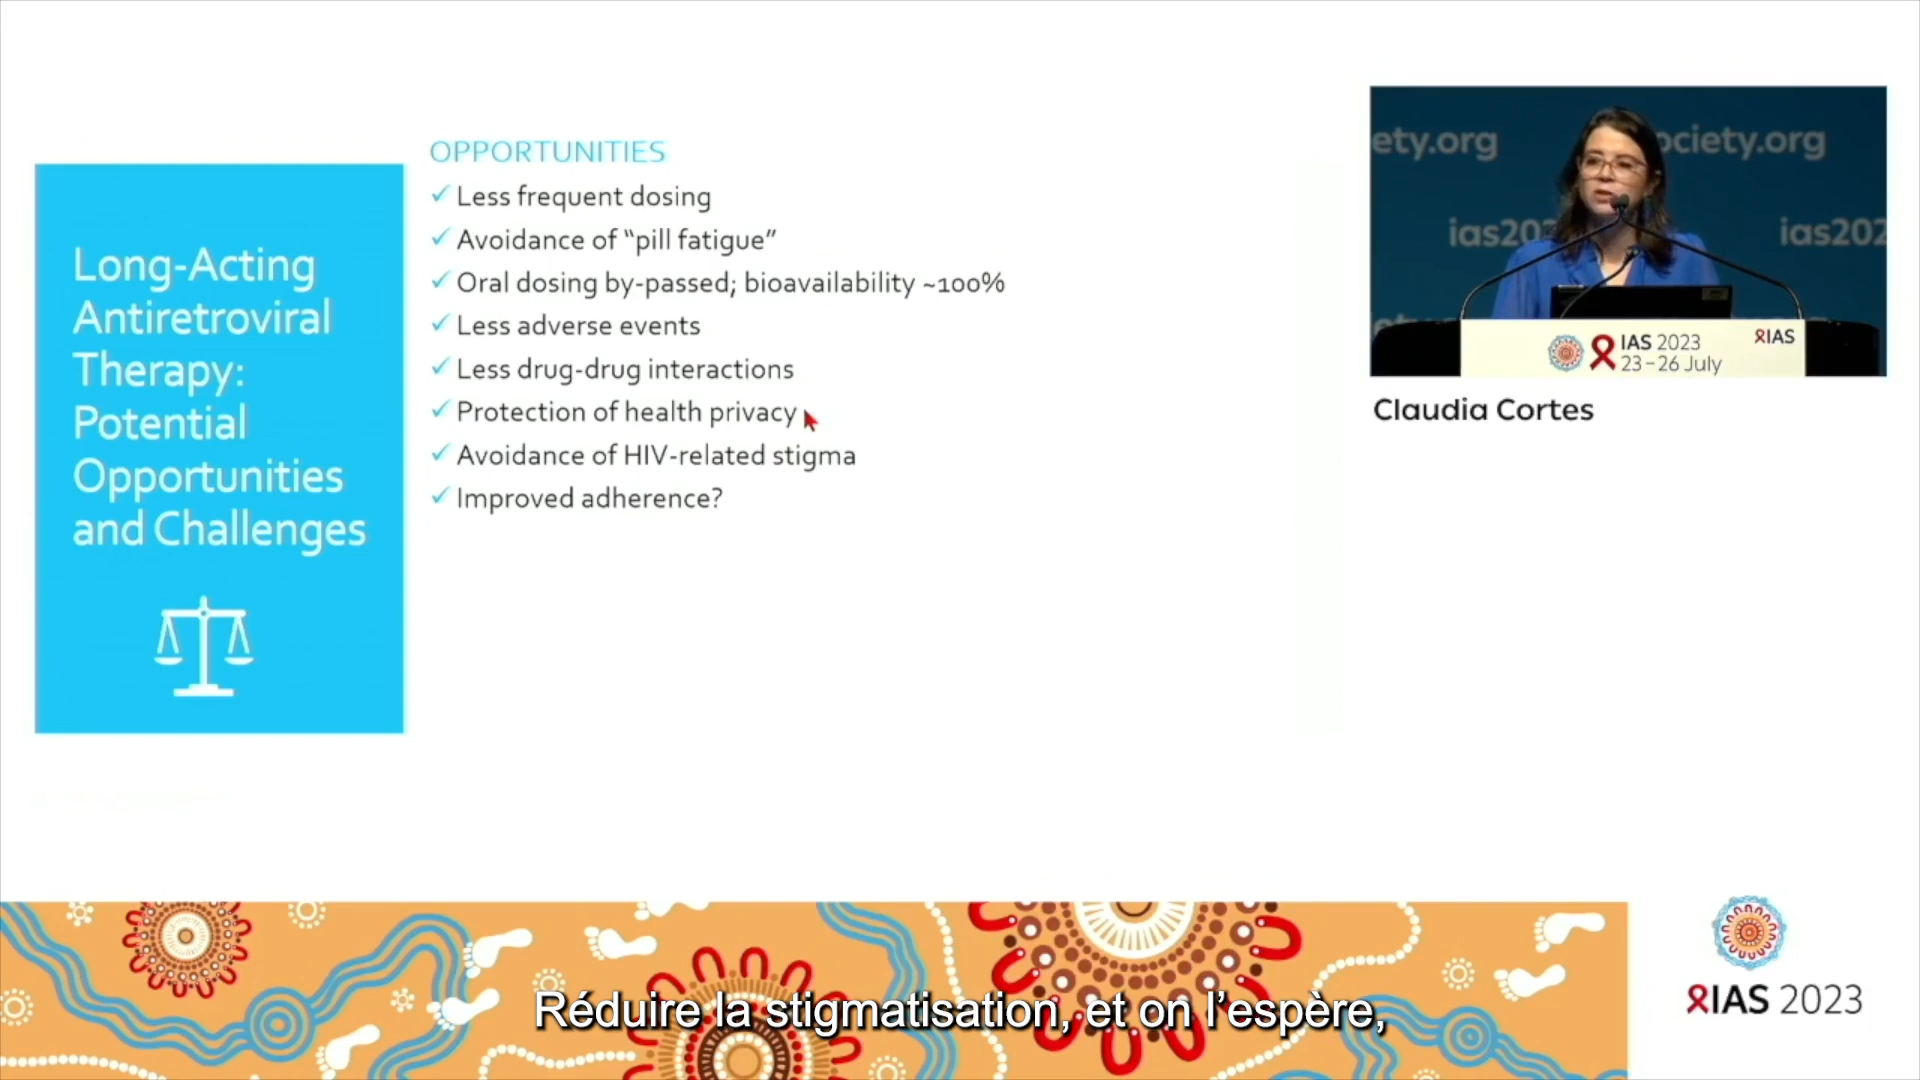 Long-Acting
Antiretroviral
Therapy:
Potential
Opportunities
and Challenges
OPPORTUNITIES
✓ Less frequent dosing
✓ Avoidance of “pill fatigue”
✓ Oral dosing by-passed; bioavailability ~100%
✓ Less adverse events
✓ Less drug-drug interactions
✓ Protection of health privacy
✓ Avoidance of HIV-related stigma
✓ Improved adherence?
ety.org
ociety.org
ias202
ias202
IAS 2023
23–26 July
IAS
Claudia Cortes
Réduire la stigmatisation, et on l’espère,
IAS 2023